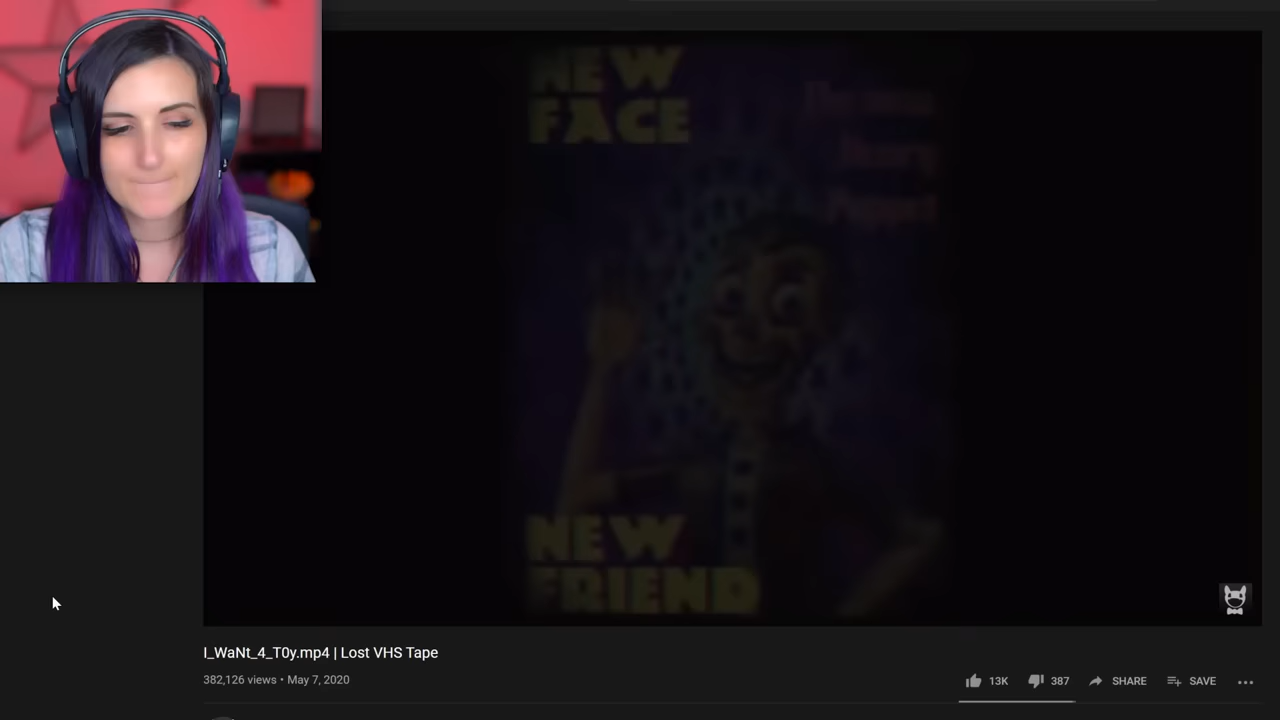 NEW
FACE
NEW
FRIEND
I_WaNt_4_T0y.mp4 | Lost VHS Tape
382,126 views • May 7, 2020
13K
387
SHARE
SAVE